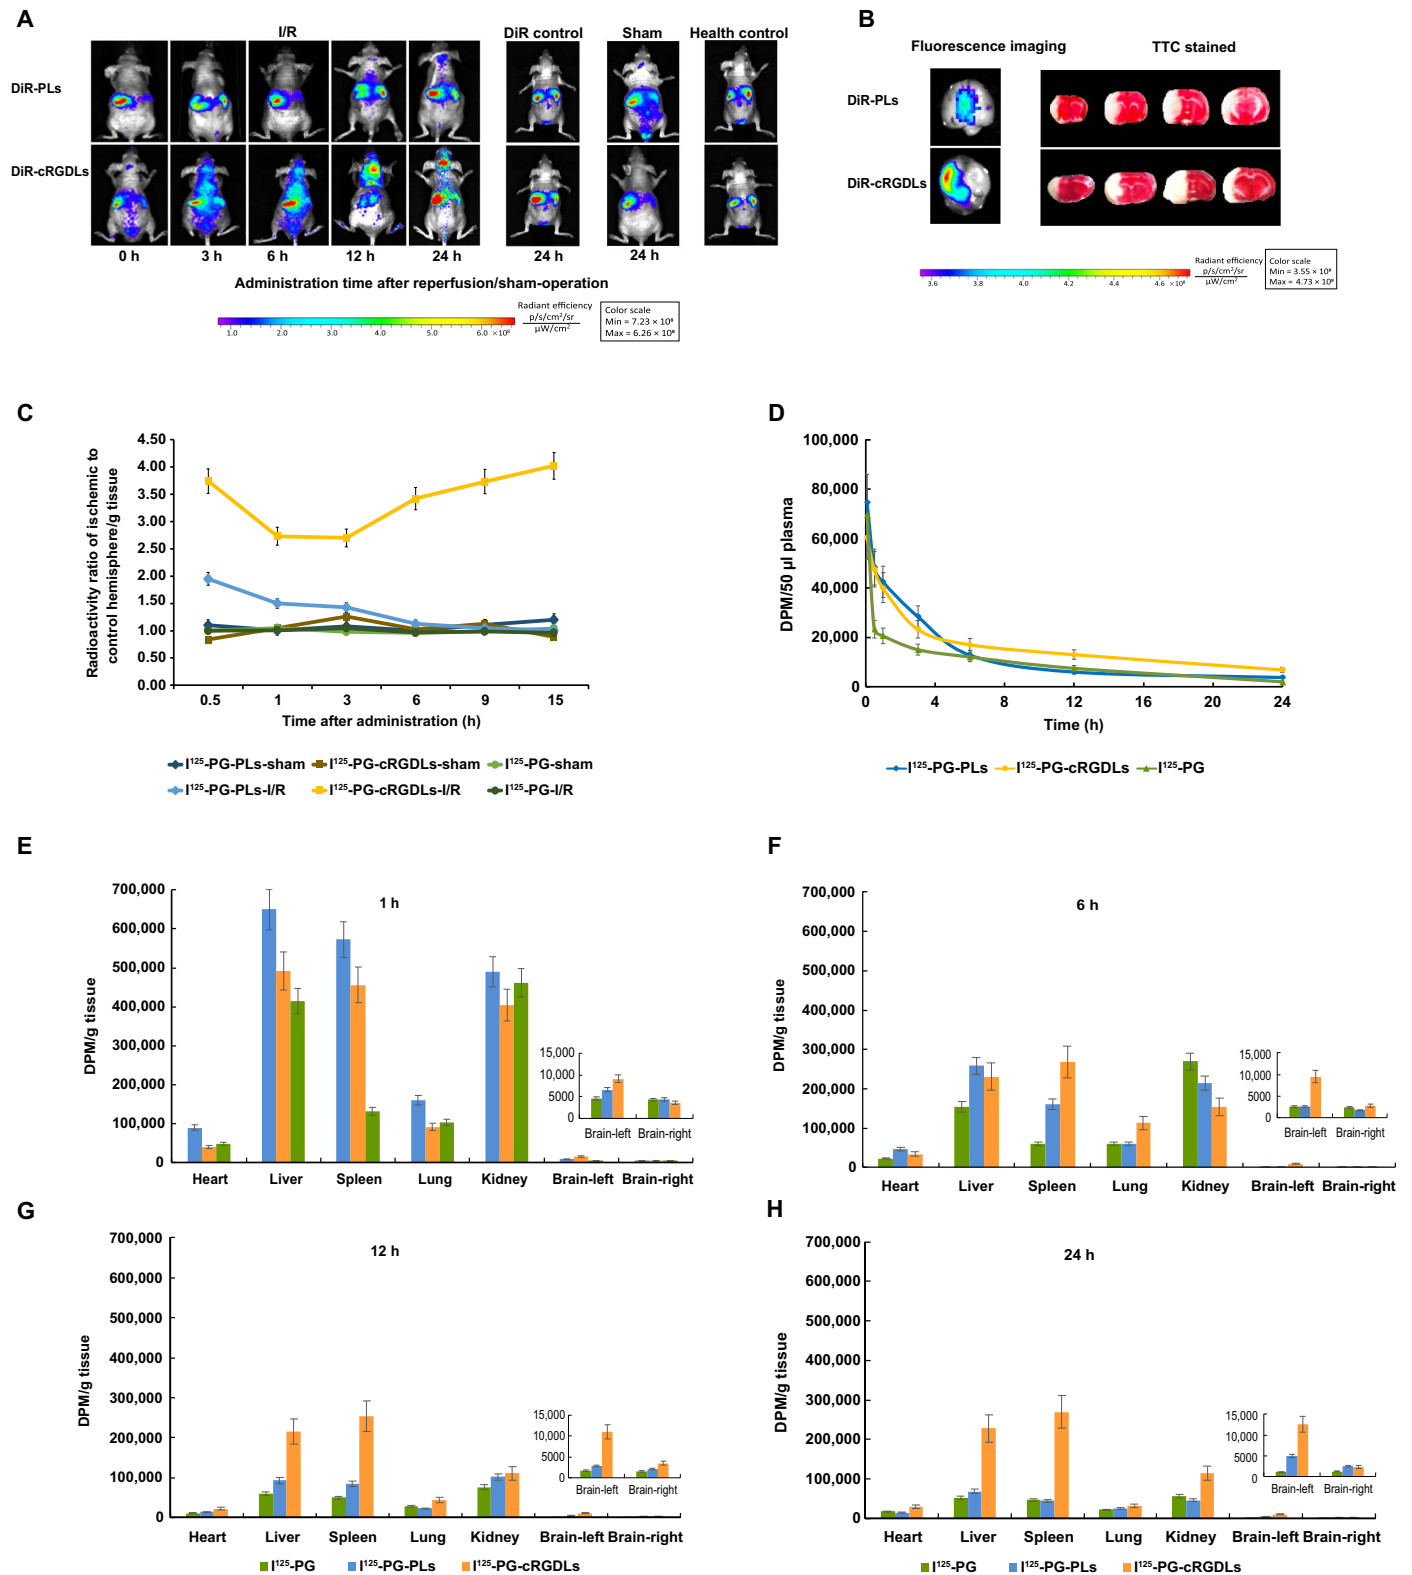 A
I/R
DiR control
Sham
Health control
DiR-PLs
DiR-cRGDLs
0 h
3 h
6 h
12 h
24 h
24 h
24 h
Administration time after reperfusion/sham-operation
1.0
2.0
3.0
4.0
5.0
6.0
×10⁸
Radiant efficiency
p/s/cm²/sr
µW/cm²
Color scale
Min = 7.23 × 10⁸
Max = 6.26 × 10⁸
B
Fluorescence imaging
TTC stained
DiR-PLs
DiR-cRGDLs
3.6
3.8
4.0
4.2
4.4
4.6
×10⁸
Radiant efficiency
p/s/cm²/sr
µW/cm²
Color scale
Min = 3.55 × 10⁸
Max = 4.73 × 10⁸
C
Radioactivity ratio of ischemic to
control hemisphere/g tissue
4.50
4.00
3.50
3.00
2.50
2.00
1.50
1.00
0.50
0.00
0.5
1
3
6
9
15
Time after administration (h)
I¹²⁵-PG-PLs-sham
I¹²⁵-PG-cRGDLs-sham
I¹²⁵-PG-sham
I¹²⁵-PG-PLs-I/R
I¹²⁵-PG-cRGDLs-I/R
I¹²⁵-PG-I/R
D
DPM/50 µl plasma
100,000
80,000
60,000
40,000
20,000
0
0
4
8
12
16
20
24
Time (h)
I¹²⁵-PG-PLs
I¹²⁵-PG-cRGDLs
I¹²⁵-PG
E
1 h
DPM/g tissue
700,000
600,000
500,000
400,000
300,000
200,000
100,000
0
Heart
Liver
Spleen
Lung
Kidney
Brain-left
Brain-right
15,000
10,000
5000
0
Brain-left
Brain-right
F
6 h
DPM/g tissue
700,000
600,000
500,000
400,000
300,000
200,000
100,000
0
Heart
Liver
Spleen
Lung
Kidney
Brain-left
Brain-right
15,000
10,000
5000
0
Brain-left
Brain-right
G
12 h
DPM/g tissue
700,000
600,000
500,000
400,000
300,000
200,000
100,000
0
Heart
Liver
Spleen
Lung
Kidney
Brain-left
Brain-right
15,000
10,000
5000
0
Brain-left
Brain-right
I¹²⁵-PG
I¹²⁵-PG-PLs
I¹²⁵-PG-cRGDLs
H
24 h
DPM/g tissue
700,000
600,000
500,000
400,000
300,000
200,000
100,000
0
Heart
Liver
Spleen
Lung
Kidney
Brain-left
Brain-right
15,000
10,000
5000
0
Brain-left
Brain-right
I¹²⁵-PG
I¹²⁵-PG-PLs
I¹²⁵-PG-cRGDLs